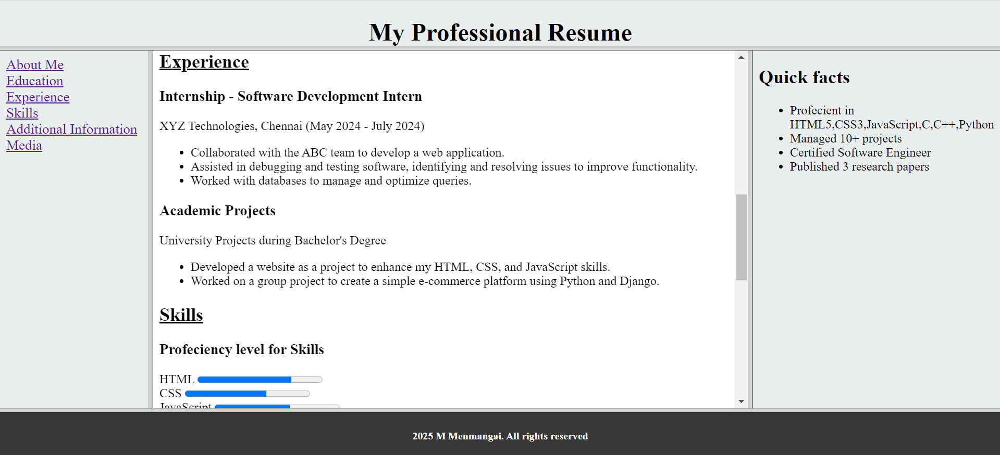 My Professional Resume
About Me
Education
Experience
Skills
Additional Information
Media
Experience
Internship - Software Development Intern
XYZ Technologies, Chennai (May 2024 - July 2024)
Collaborated with the ABC team to develop a web application.
Assisted in debugging and testing software, identifying and resolving issues to improve functionality.
Worked with databases to manage and optimize queries.
Academic Projects
University Projects during Bachelor's Degree
Developed a website as a project to enhance my HTML, CSS, and JavaScript skills.
Worked on a group project to create a simple e-commerce platform using Python and Django.
Skills
Profeciency level for Skills
HTML
CSS
JavaScript
Quick facts
Profecient in
HTML5,CSS3,JavaScript,C,C++,Python
Managed 10+ projects
Certified Software Engineer
Published 3 research papers
2025 M Menmangai. All rights reserved